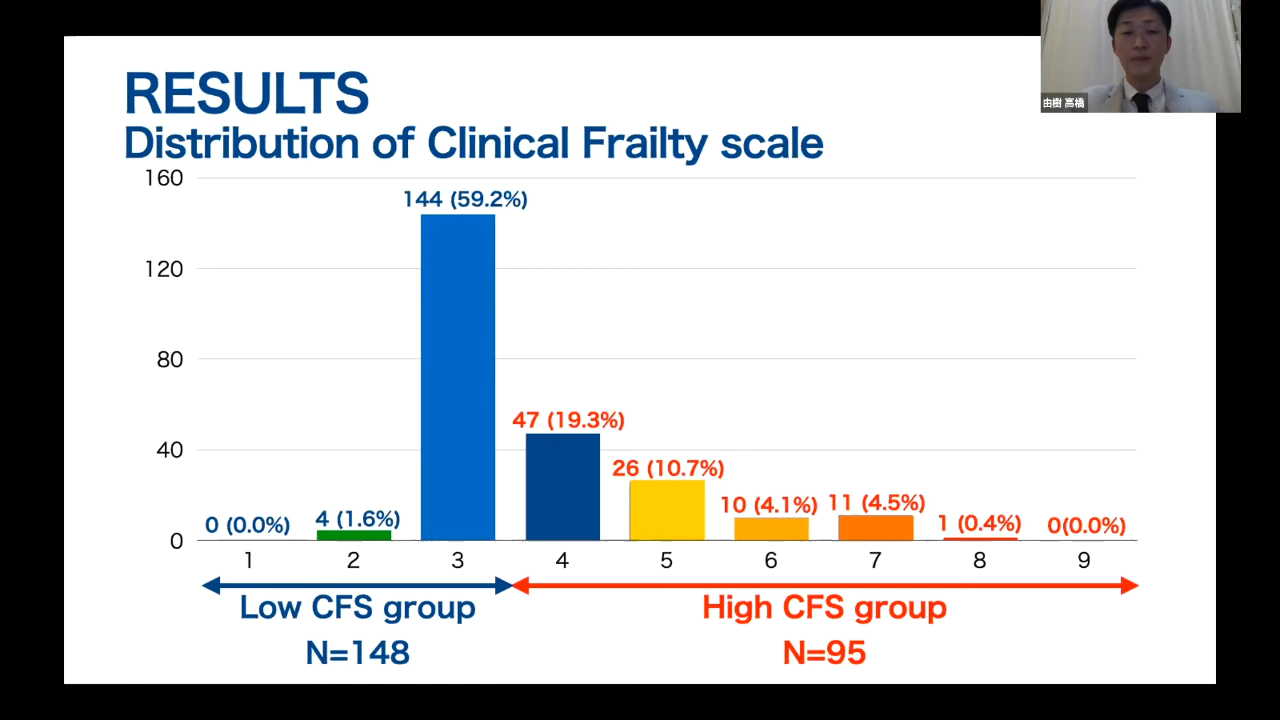 由樹 高橋
RESULTS
Distribution of Clinical Frailty scale
160
120
80
40
0
0 (0.0%)
4 (1.6%)
144 (59.2%)
47 (19.3%)
26 (10.7%)
10 (4.1%)
11 (4.5%)
1 (0.4%)
0(0.0%)
1 2 3 4 5 6 7 8 9
Low CFS group
N=148
High CFS group
N=95